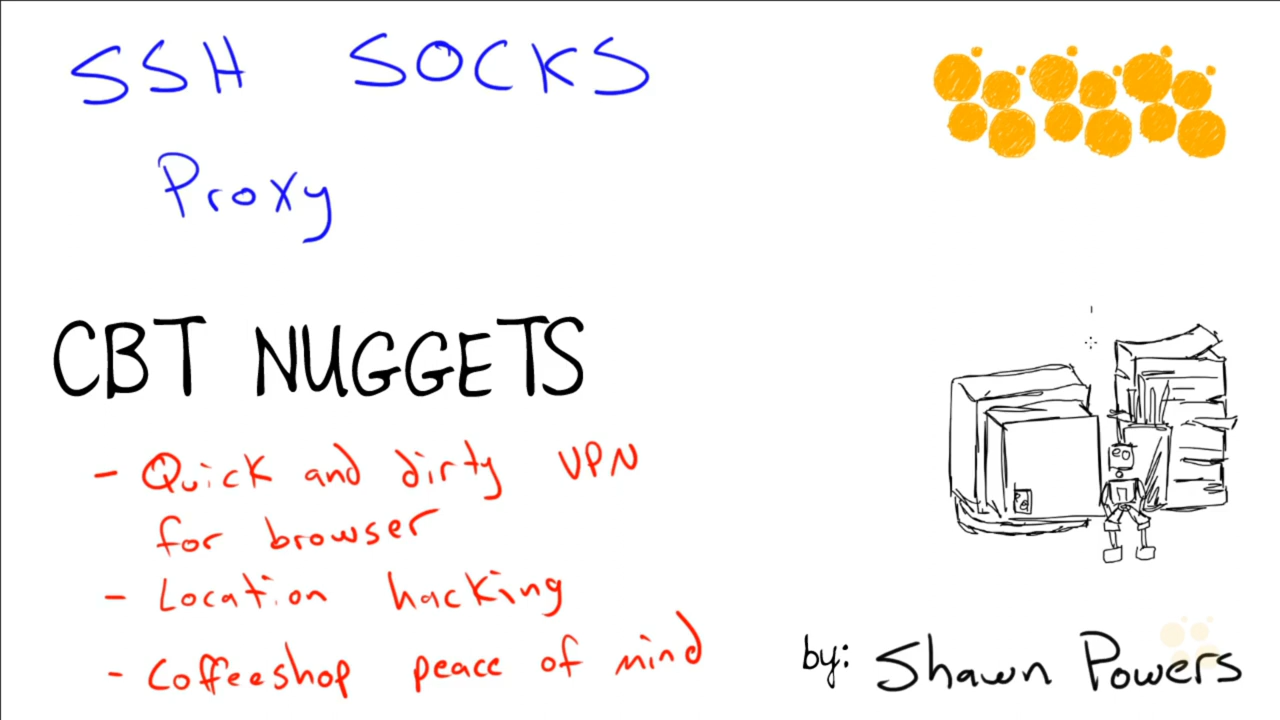 SSH SOCKS
Proxy
CBT NUGGETS
- Quick and dirty VPN
for browser
- Location hacking
- Coffeeshop peace of mind
by: Shawn Powers